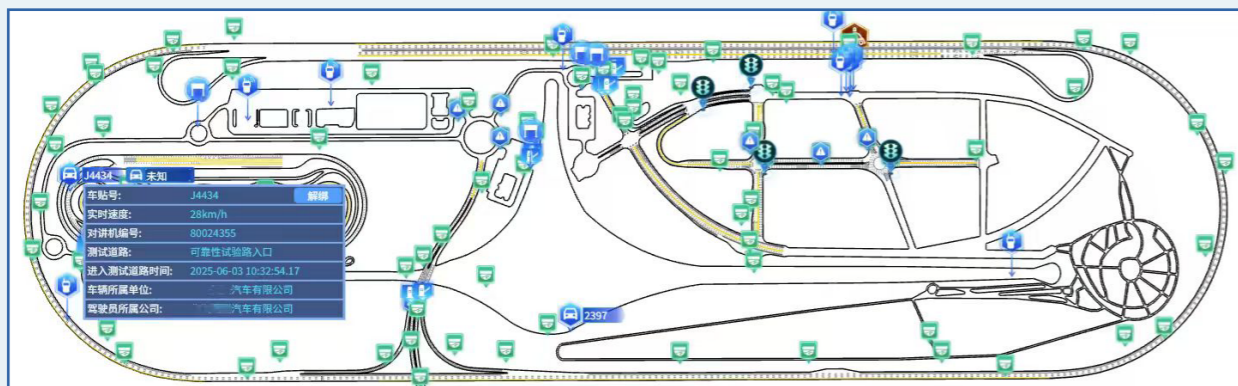 J4434 未知
车贴号: J4434 解绑
实时速度: 28km/h
对讲机编号: 80024355
测试道路: 可靠性试验路入口
进入测试道路时间: 2025-06-03 10:32:54.17
车辆所属单位: 汽车有限公司
驾驶员所属公司: 汽车有限公司
2397